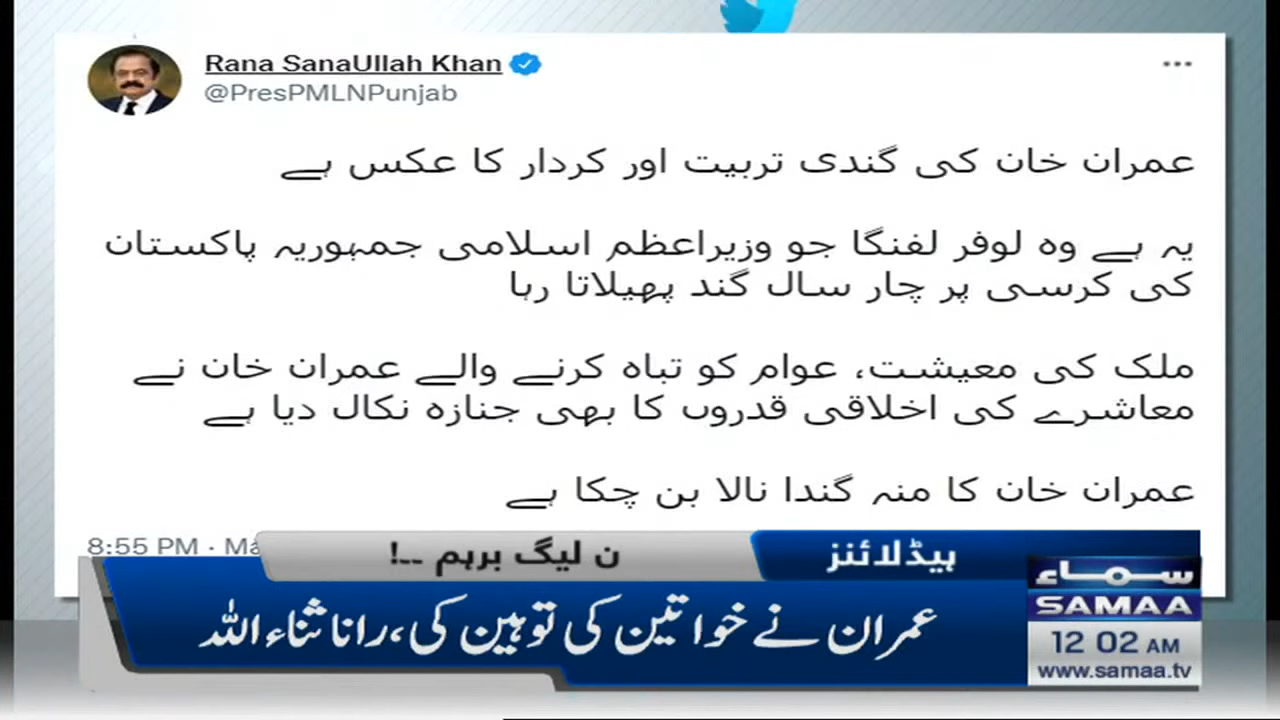 Rana SanaUllah Khan
@PresPMLNPunjab
عمران خان کی گندی تربیت اور کردار کا عکس ہے
یہ ہے وہ لوفر لفنگا جو وزیراعظم اسلامی جمہوریہ پاکستان
کی کرسی پر چار سال گند پھیلاتا رہا
ملک کی معیشت، عوام کو تباہ کرنے والے عمران خان نے
معاشرے کی اخلاقی قدروں کا بھی جنازہ نکال دیا ہے
عمران خان کا منہ گندا نالا بن چکا ہے
8:55 PM ·
ہیڈلائنز
ن لیگ برہم ..!
عمران نے خواتین کی توہین کی، رانا ثناء اللہ
سماء
SAMAA
12 02 AM
www.samaa.tv